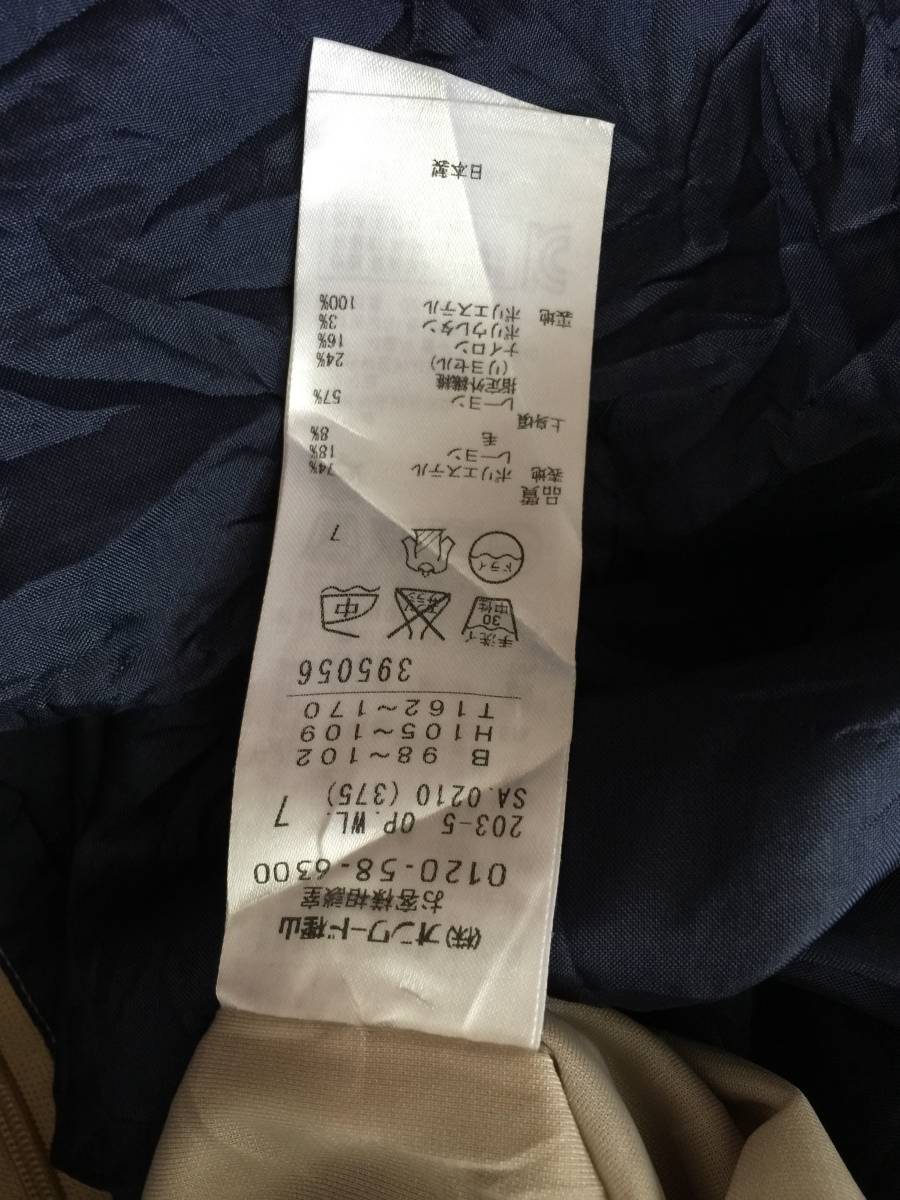 (株)オンワード樫山
お客様相談室
0120-58-6300
203-5 OP.WL. 7
SA.0210 (375)
B 98～102
H105～109
T162～170
395056
手洗イ
30 中
中性
ドライ 7
品質
表地 ポリエステル 74%
レーヨン 18%
毛 8%
上身頃
レーヨン 57%
指定外繊維
(リヨセル) 24%
ナイロン 16%
ポリウレタン 3%
裏地 ポリエステル 100%
日本製